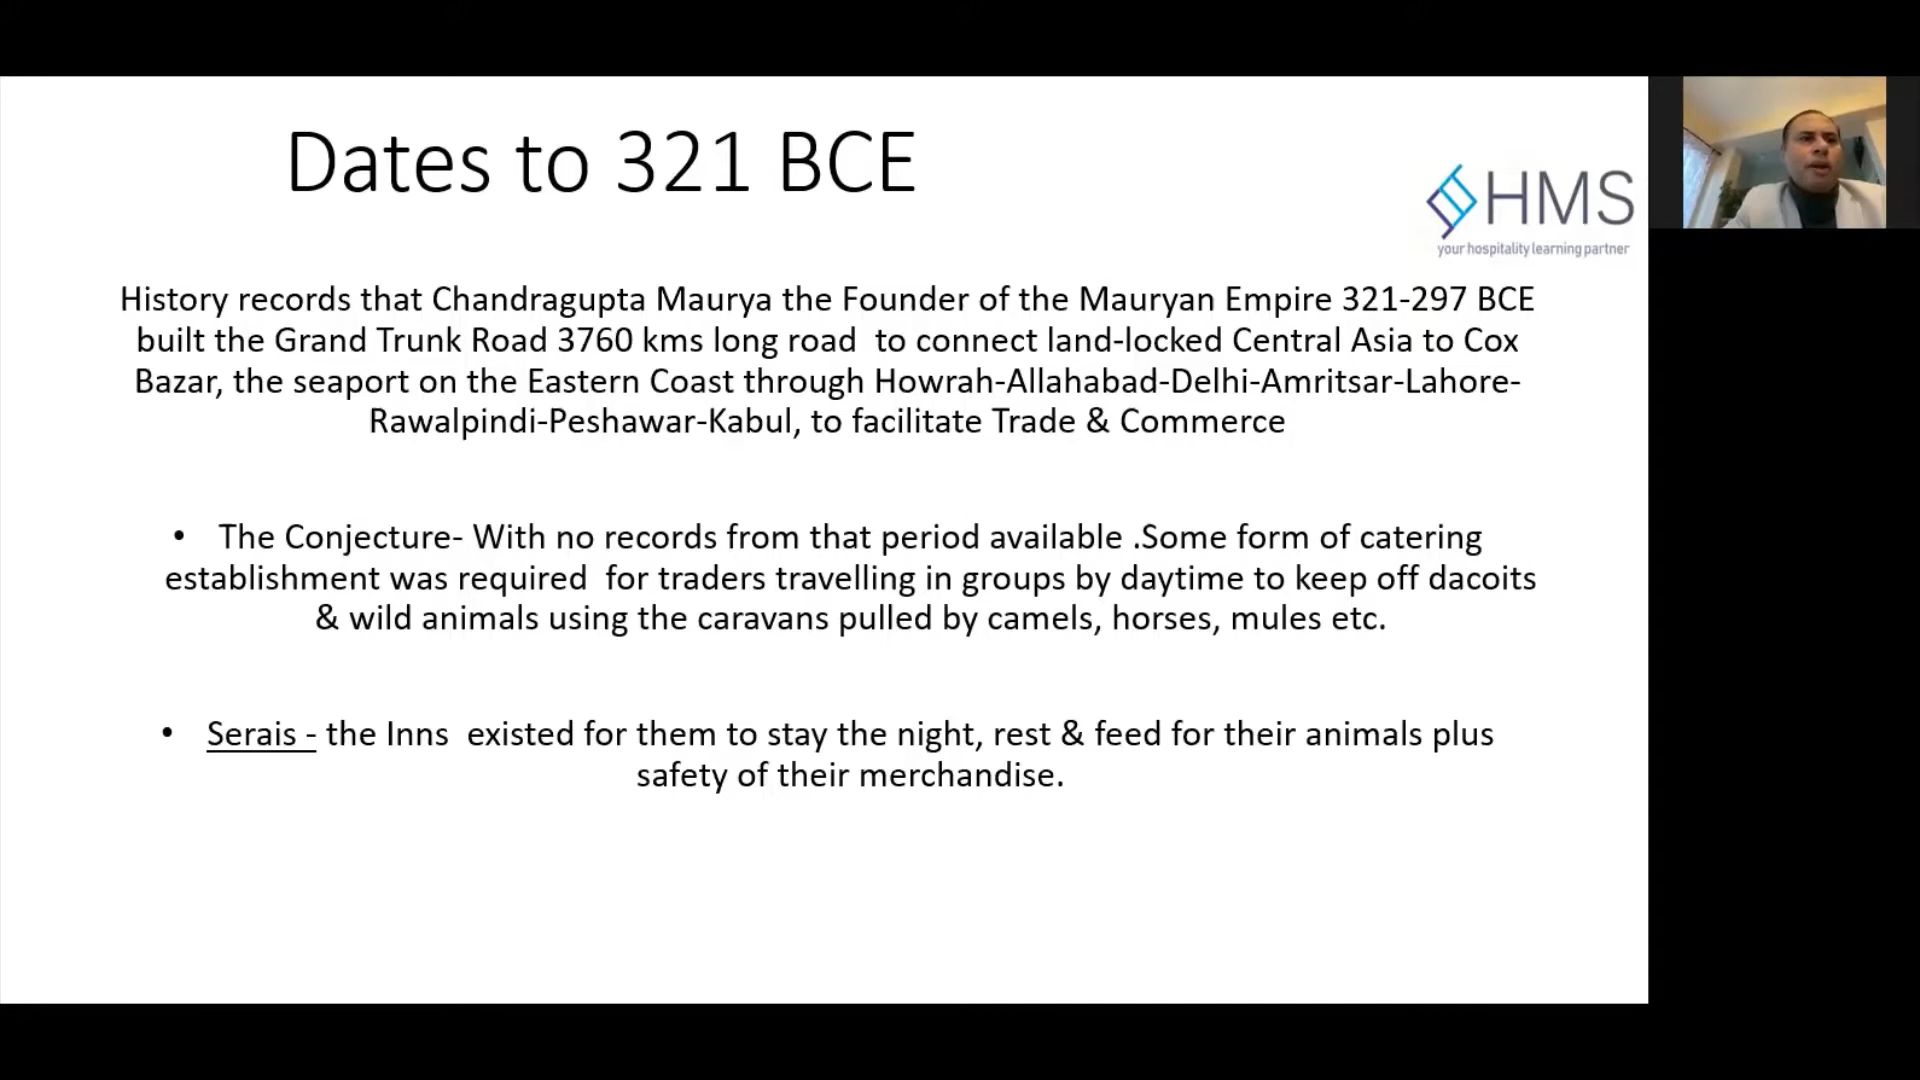 Dates to 321 BCE
HMS
your hospitality learning partner
History records that Chandragupta Maurya the Founder of the Mauryan Empire 321-297 BCE
built the Grand Trunk Road 3760 kms long road  to connect land-locked Central Asia to Cox
Bazar, the seaport on the Eastern Coast through Howrah-Allahabad-Delhi-Amritsar-Lahore-
Rawalpindi-Peshawar-Kabul, to facilitate Trade & Commerce
• The Conjecture- With no records from that period available .Some form of catering
establishment was required  for traders travelling in groups by daytime to keep off dacoits
& wild animals using the caravans pulled by camels, horses, mules etc.
• Serais - the Inns  existed for them to stay the night, rest & feed for their animals plus
safety of their merchandise.